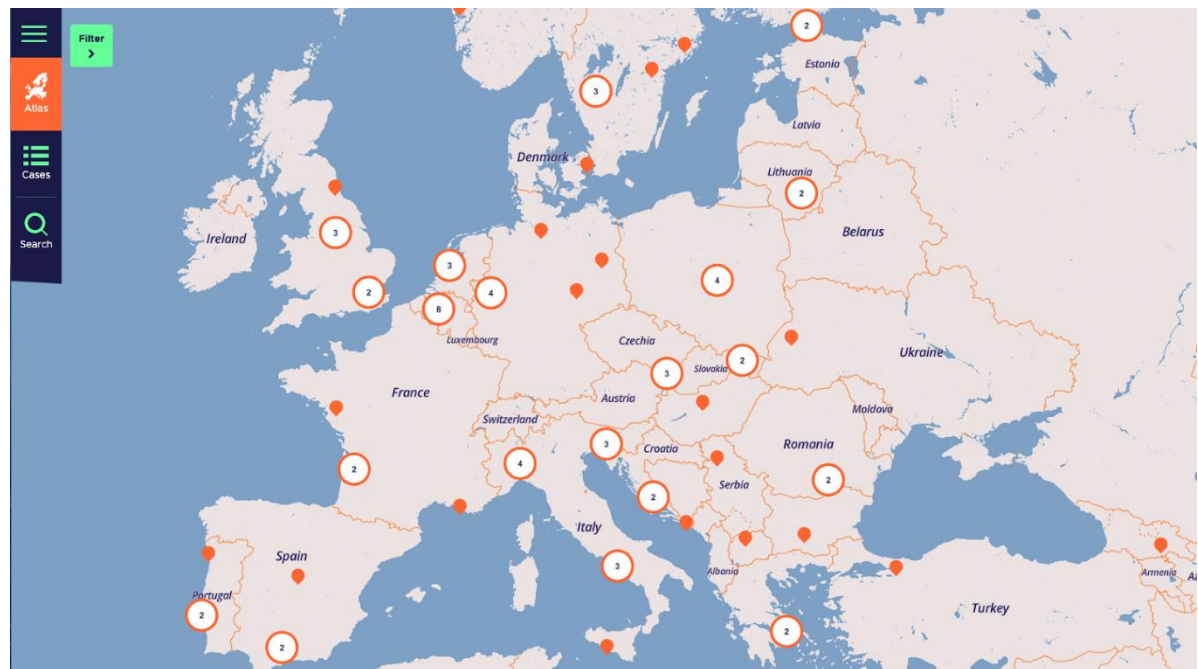 Filter
>
Atlas
Cases
Search
2
Estonia
3
Latvia
Denmark
Lithuania
2
Ireland
3
Belarus
3
4
4
2
8
Luxembourg
Czechia
Ukraine
2
Slovakia
3
France
Austria
Moldova
Switzerland
3
Croatia
Romania
4
2
2
Serbia
2
Italy
Spain
3
Albania
Armenia
Az
Portugal
Turkey
2
2
2